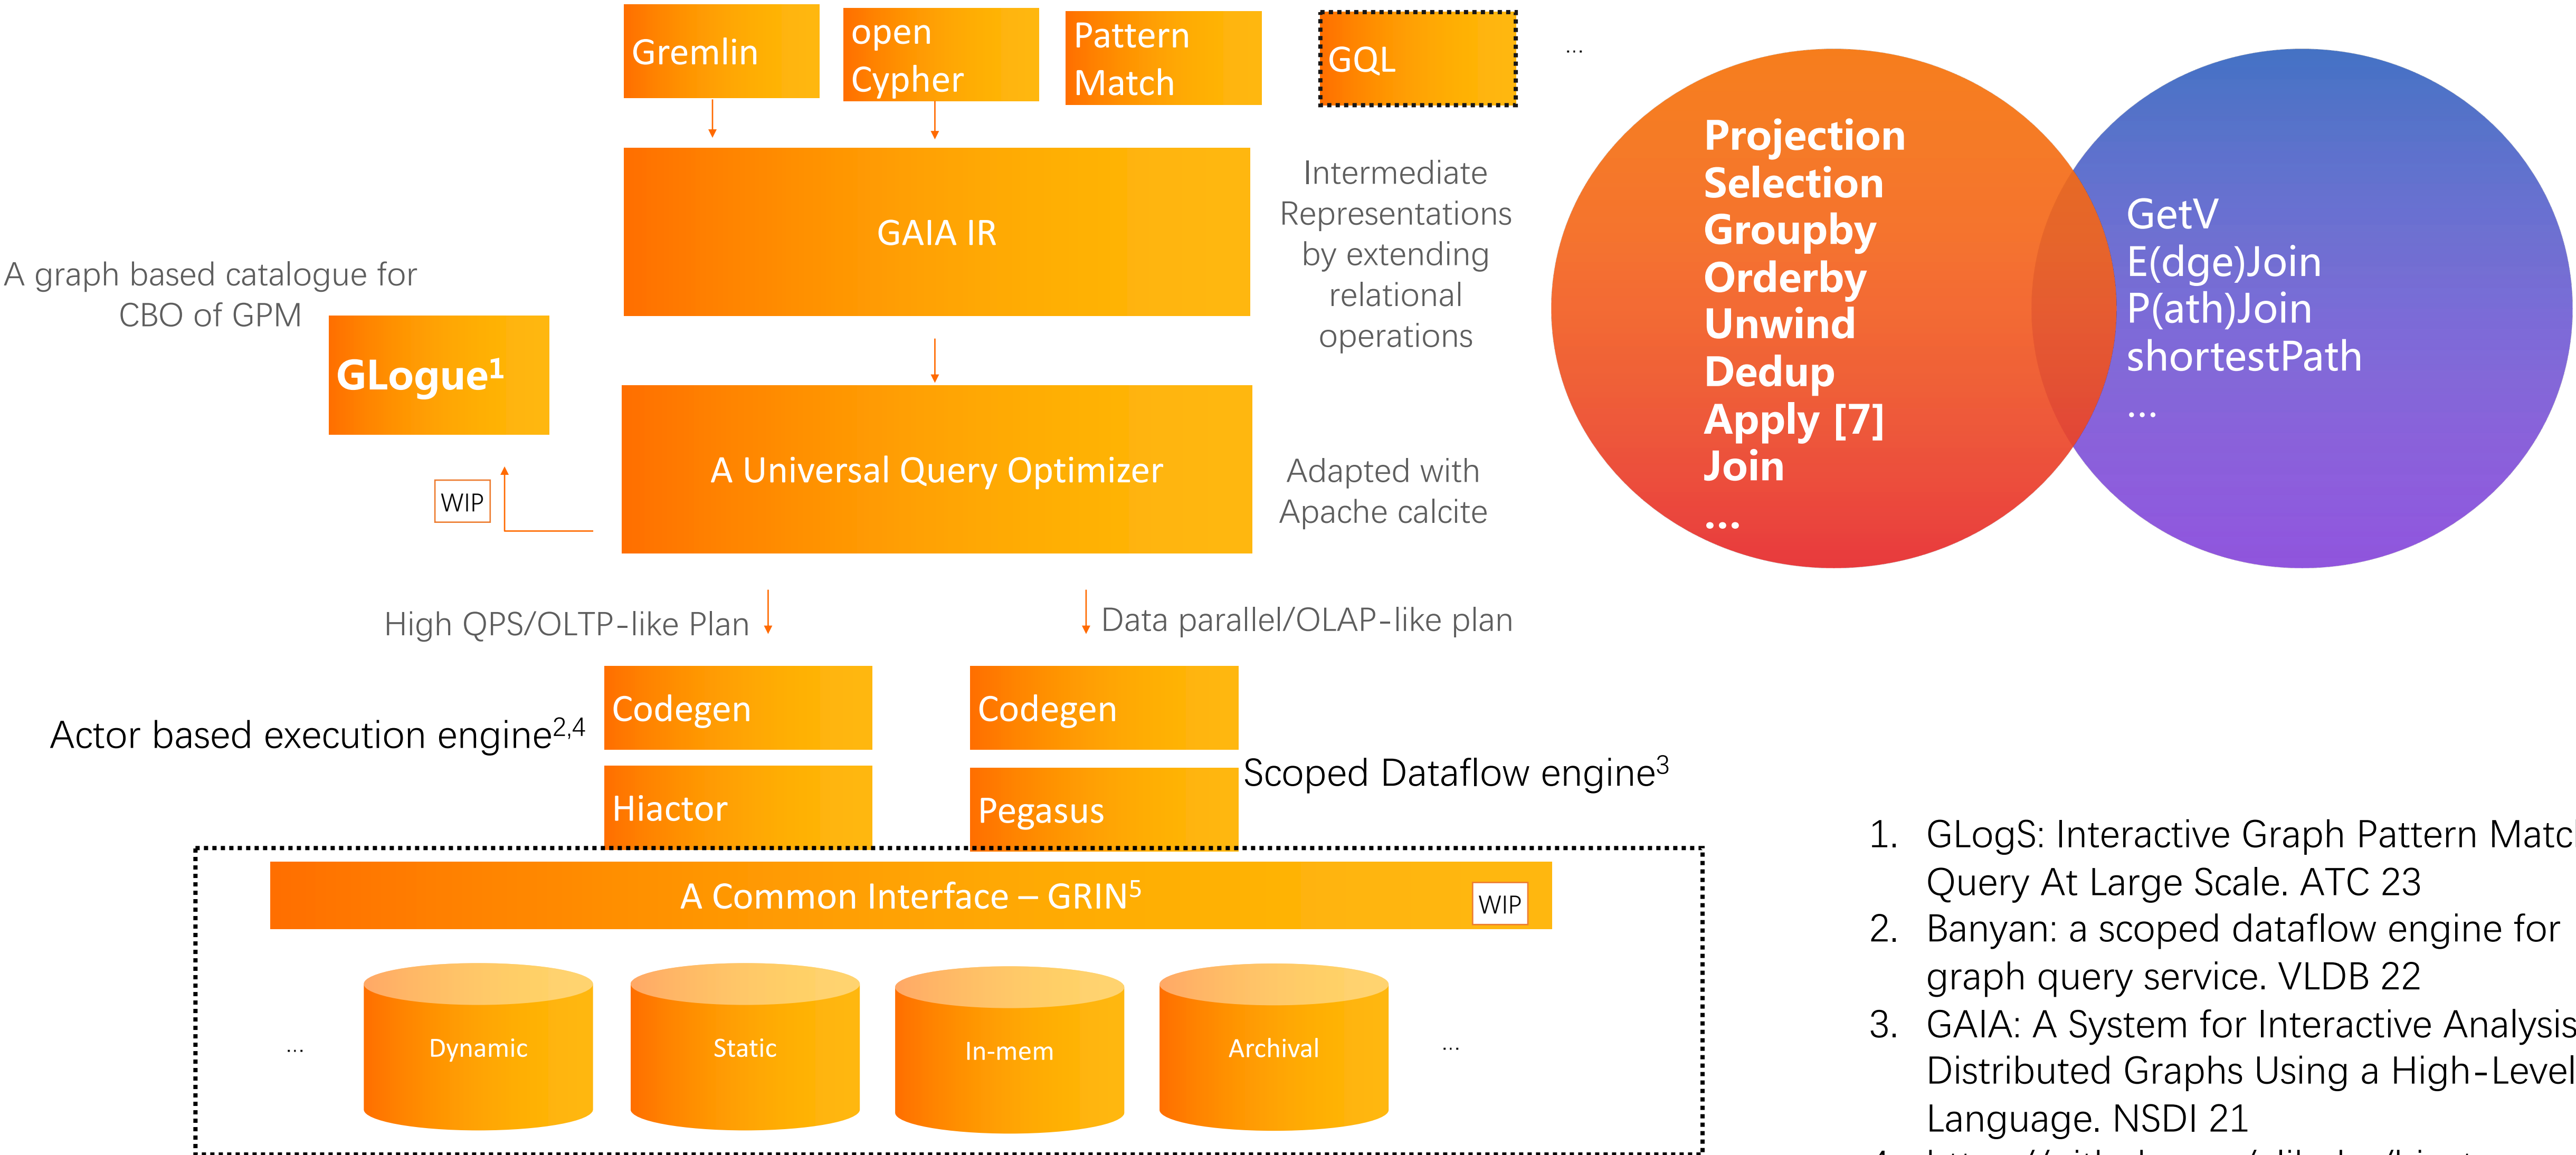 Gremlin
open
Cypher
Pattern
Match
GQL
...
GAIA IR
Intermediate
Representations
by extending
relational
operations
Projection
Selection
Groupby
Orderby
Unwind
Dedup
Apply [7]
Join
...
GetV
E(dge)Join
P(ath)Join
shortestPath
...
A graph based catalogue for
CBO of GPM
GLogue1
WIP
A Universal Query Optimizer
Adapted with
Apache calcite
High QPS/OLTP-like Plan
Data parallel/OLAP-like plan
Actor based execution engine2,4
Codegen
Hiactor
Codegen
Pegasus
Scoped Dataflow engine3
A Common Interface – GRIN5
WIP
...
Dynamic
Static
In-mem
Archival
...
1. GLogS: Interactive Graph Pattern Matc
Query At Large Scale. ATC 23
2. Banyan: a scoped dataflow engine for
graph query service. VLDB 22
3. GAIA: A System for Interactive Analysis
Distributed Graphs Using a High-Level
Language. NSDI 21